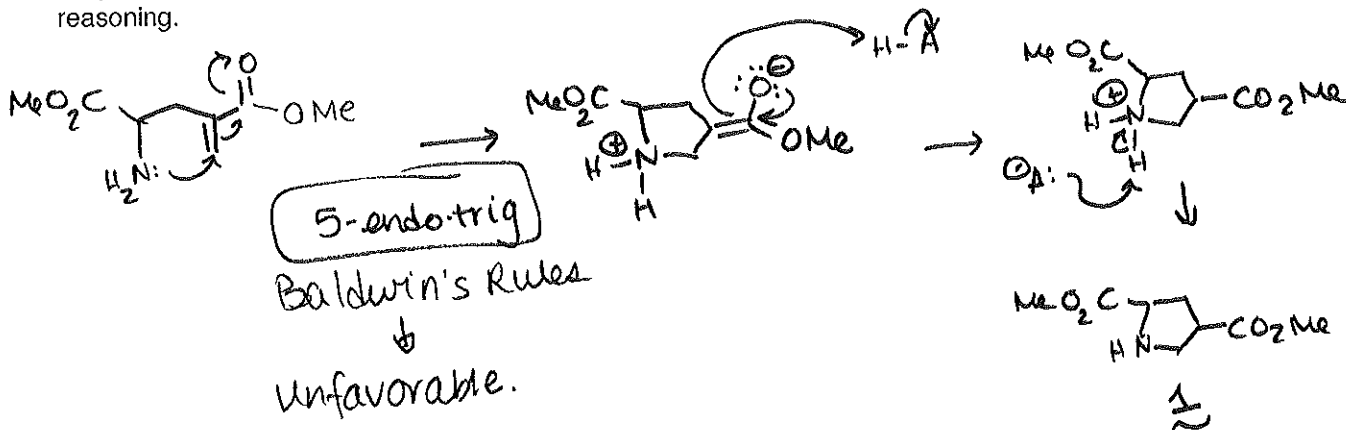 reasoning.
MeO₂C
O
OMe
H₂N:
MeO₂C
:O:⊖
OMe
⊕
H-N
H
H-A
MeO₂C
⊕
H-N
H
CO₂Me
⊖A:
5-endo-trig
Baldwin's Rules
Unfavorable.
MeO₂C
HN
CO₂Me
1